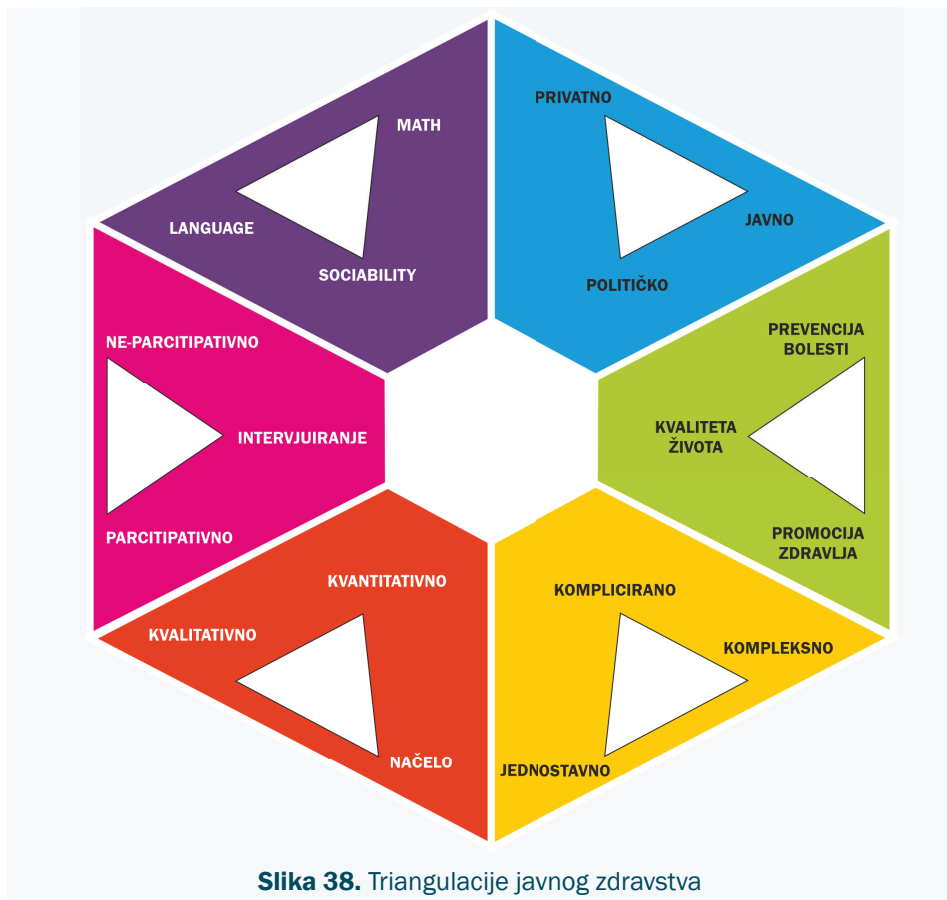 MATH
LANGUAGE
SOCIABILITY
PRIVATNO
JAVNO
POLITIČKO
NE-PARCITIPATIVNO
INTERVJUIRANJE
PARCITIPATIVNO
PREVENCIJA
BOLESTI
KVALITETA
ŽIVOTA
PROMOCIJA
ZDRAVLJA
KVANTITATIVNO
KVALITATIVNO
NAČELO
KOMPLICIRANO
KOMPLEKSNO
JEDNOSTAVNO
Slika 38. Triangulacije javnog zdravstva